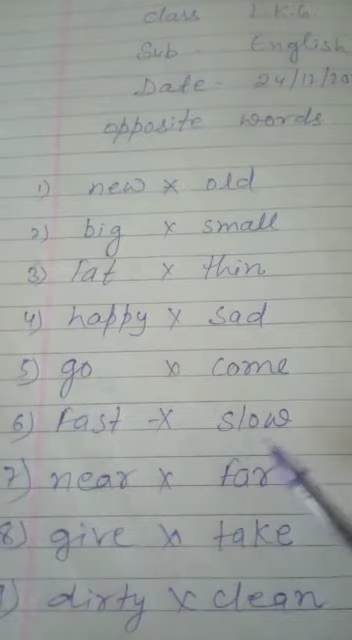 class L.K.G
Sub - English
Date - 24/12/20
opposite words
1) new x old
2) big x small
3) Fat x thin
4) happy x sad
5) go x come
6) Fast -x slow
7) near x far
8) give x take
9) dirty x clean